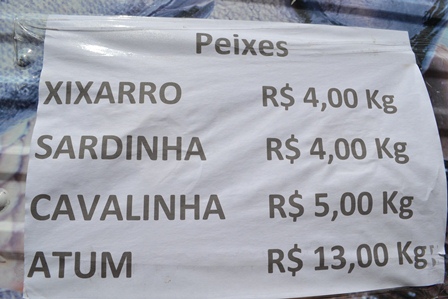 Peixes
XIXARRO R$ 4,00 Kg
SARDINHA R$ 4,00 Kg
CAVALINHA R$ 5,00 Kg
ATUM R$ 13,00 Kg